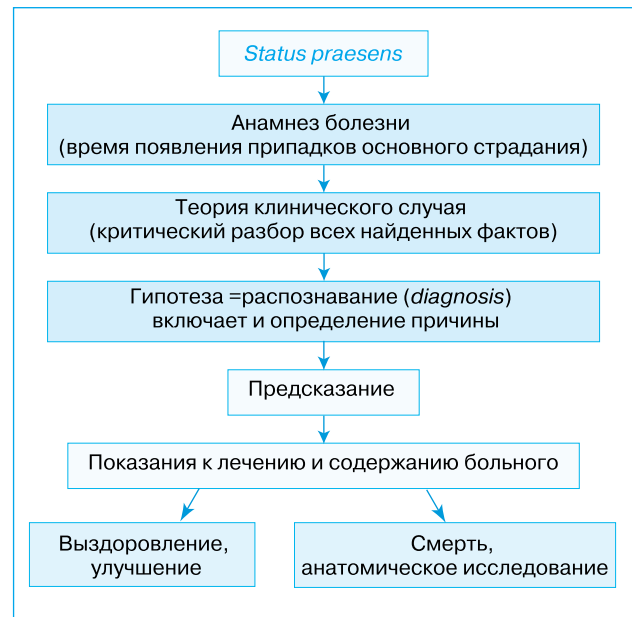 Status praesens
Анамнез болезни
(время появления припадков основного страдания)
Теория клинического случая
(критический разбор всех найденных фактов)
Гипотеза =распознавание (diagnosis)
включает и определение причины
Предсказание
Показания к лечению и содержанию больного
Выздоровление,
улучшение
Смерть,
анатомическое исследование